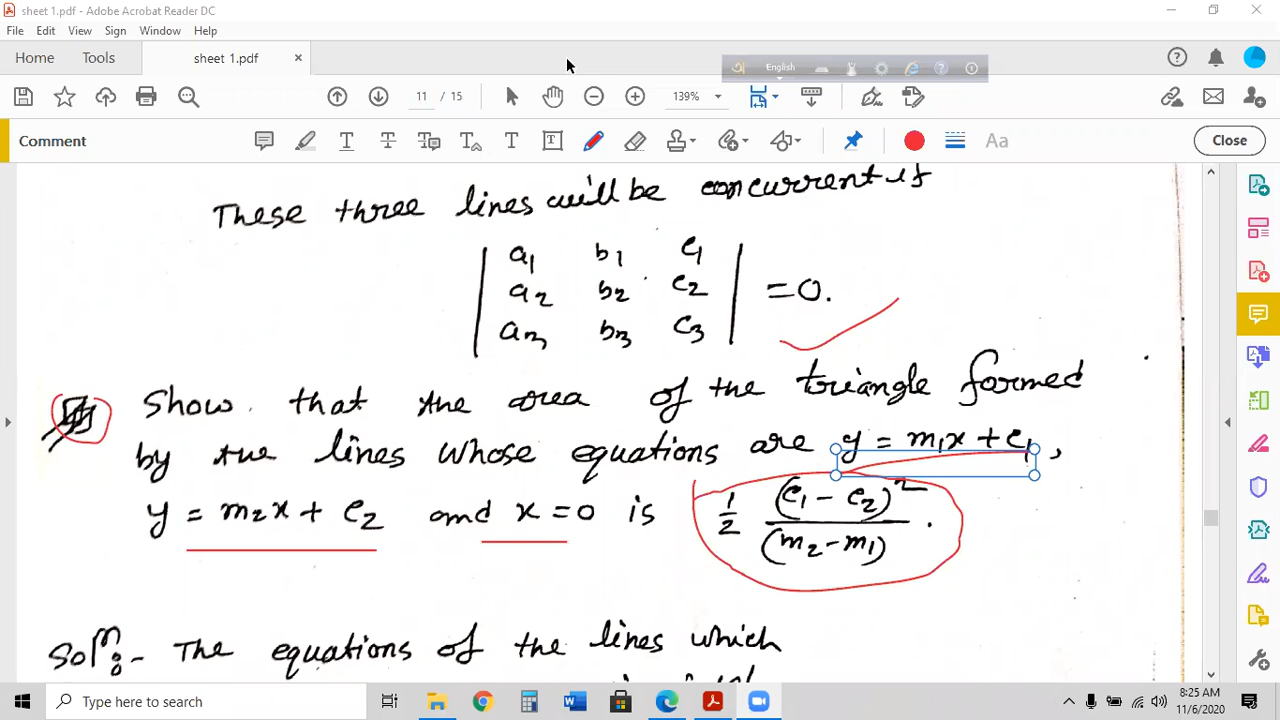 sheet 1.pdf - Adobe Acrobat Reader DC
File Edit View Sign Window Help
Home Tools sheet 1.pdf ×
English
11 / 15 139%
Comment Aa Close
These three lines will be concurrent if
a1 b1 c1
a2 b2 c2 =0.
a3 b3 c3
Show that the area of the triangle formed
by the lines whose equations are y = m1x + c1,
y = m2x + c2 and x = 0 is 1/2 (c1 - c2)^2/(m2 - m1).
Soln:- The equations of the lines which
Type here to search
8:25 AM
11/6/2020